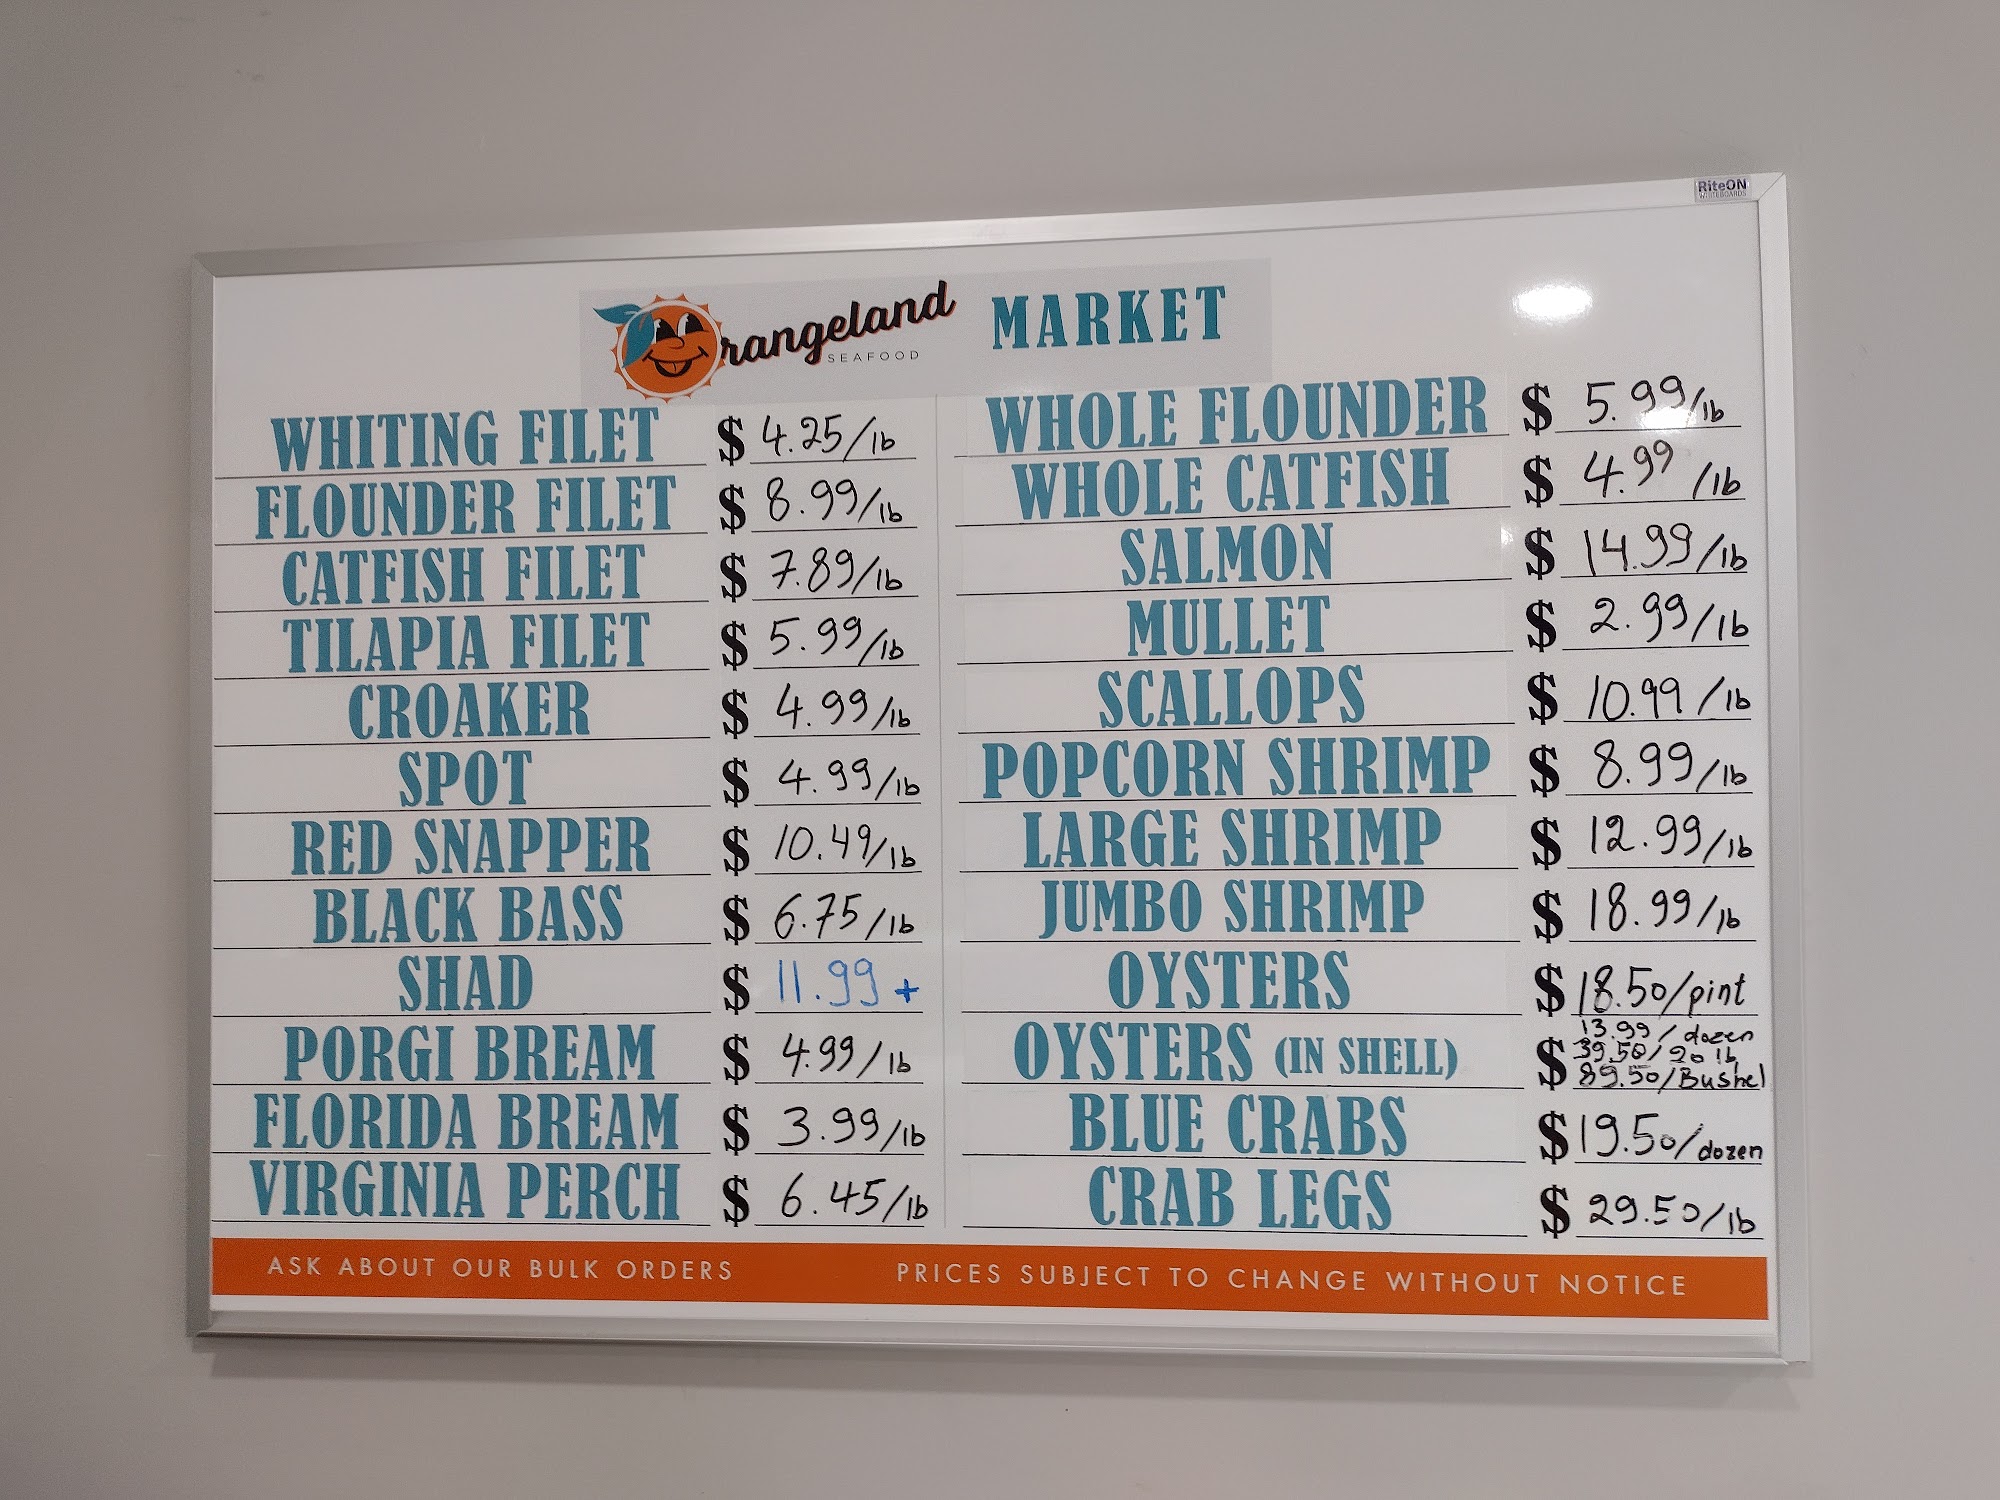 RiteON
WHITEBOARDS
Orangeland
SEAFOOD
MARKET
WHITING FILET $ 4.25/lb
FLOUNDER FILET $ 8.99/lb
CATFISH FILET $ 7.89/lb
TILAPIA FILET $ 5.99/lb
CROAKER $ 4.99/lb
SPOT $ 4.99/lb
RED SNAPPER $ 10.49/lb
BLACK BASS $ 6.75/lb
SHAD $ 11.99 +
PORGI BREAM $ 4.99/lb
FLORIDA BREAM $ 3.99/lb
VIRGINIA PERCH $ 6.45/lb
WHOLE FLOUNDER $ 5.99/lb
WHOLE CATFISH $ 4.99 /lb
SALMON $ 14.99/lb
MULLET $ 2.99/lb
SCALLOPS $ 10.99/lb
POPCORN SHRIMP $ 8.99/lb
LARGE SHRIMP $ 12.99/lb
JUMBO SHRIMP $ 18.99/lb
OYSTERS $ 18.50/pint
OYSTERS (IN SHELL) $ 13.99/dozen
39.50/20 lb
89.50/Bushel
BLUE CRABS $ 19.50/dozen
CRAB LEGS $ 29.50/lb
ASK ABOUT OUR BULK ORDERS
PRICES SUBJECT TO CHANGE WITHOUT NOTICE